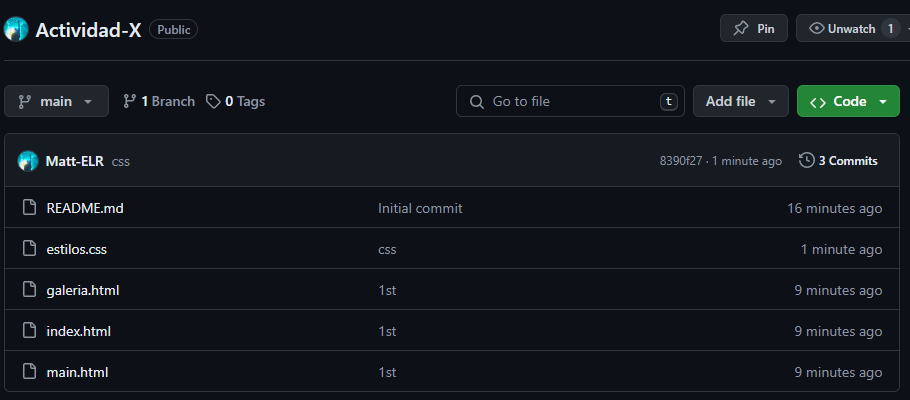 Actividad-X Public Pin Unwatch 1
main 1 Branch 0 Tags Go to file t Add file Code
Matt-ELR css 8390f27 · 1 minute ago 3 Commits
README.md Initial commit 16 minutes ago
estilos.css css 1 minute ago
galeria.html 1st 9 minutes ago
index.html 1st 9 minutes ago
main.html 1st 9 minutes ago